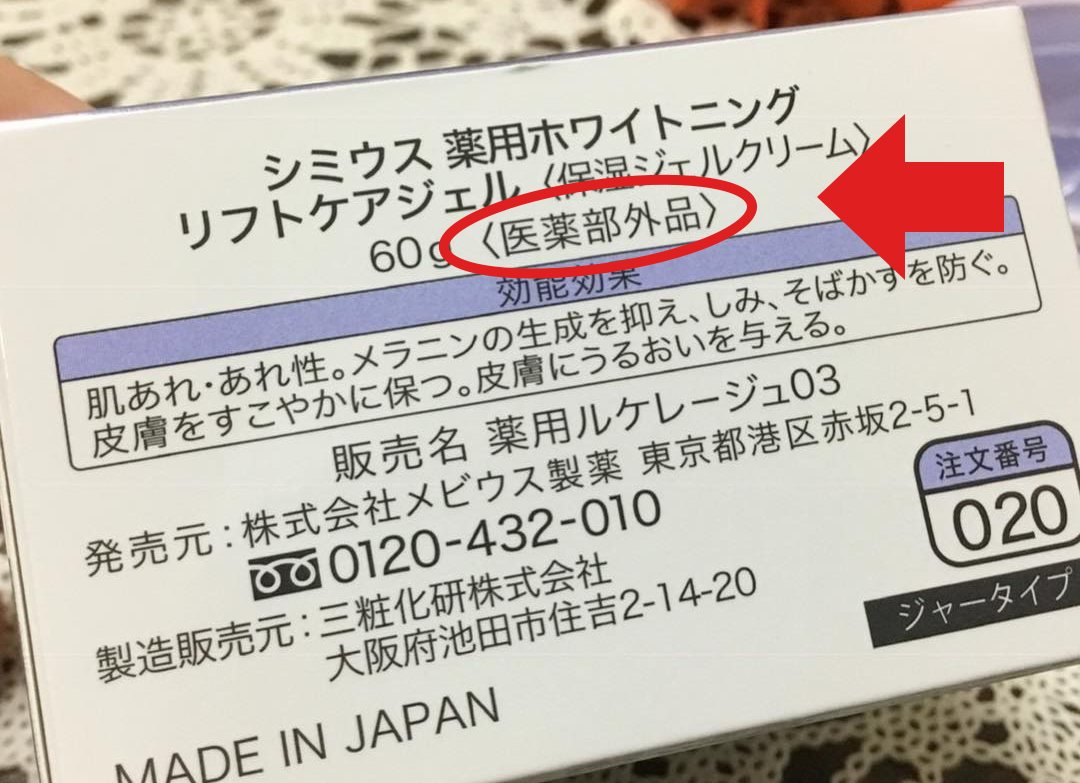 シミウス 薬用ホワイトニング
リフトケアジェル〈保湿ジェルクリーム〉
60g〈医薬部外品〉
効能効果
肌あれ・あれ性。メラニンの生成を抑え、しみ、そばかすを防ぐ。
皮膚をすこやかに保つ。皮膚にうるおいを与える。
販売名 薬用ルケレージュ03
発売元:株式会社メビウス製薬 東京都港区赤坂2-5-1
0120-432-010
製造販売元:三粧化研株式会社
大阪府池田市住吉2-14-20
MADE IN JAPAN
注文番号
020
ジャータイプ